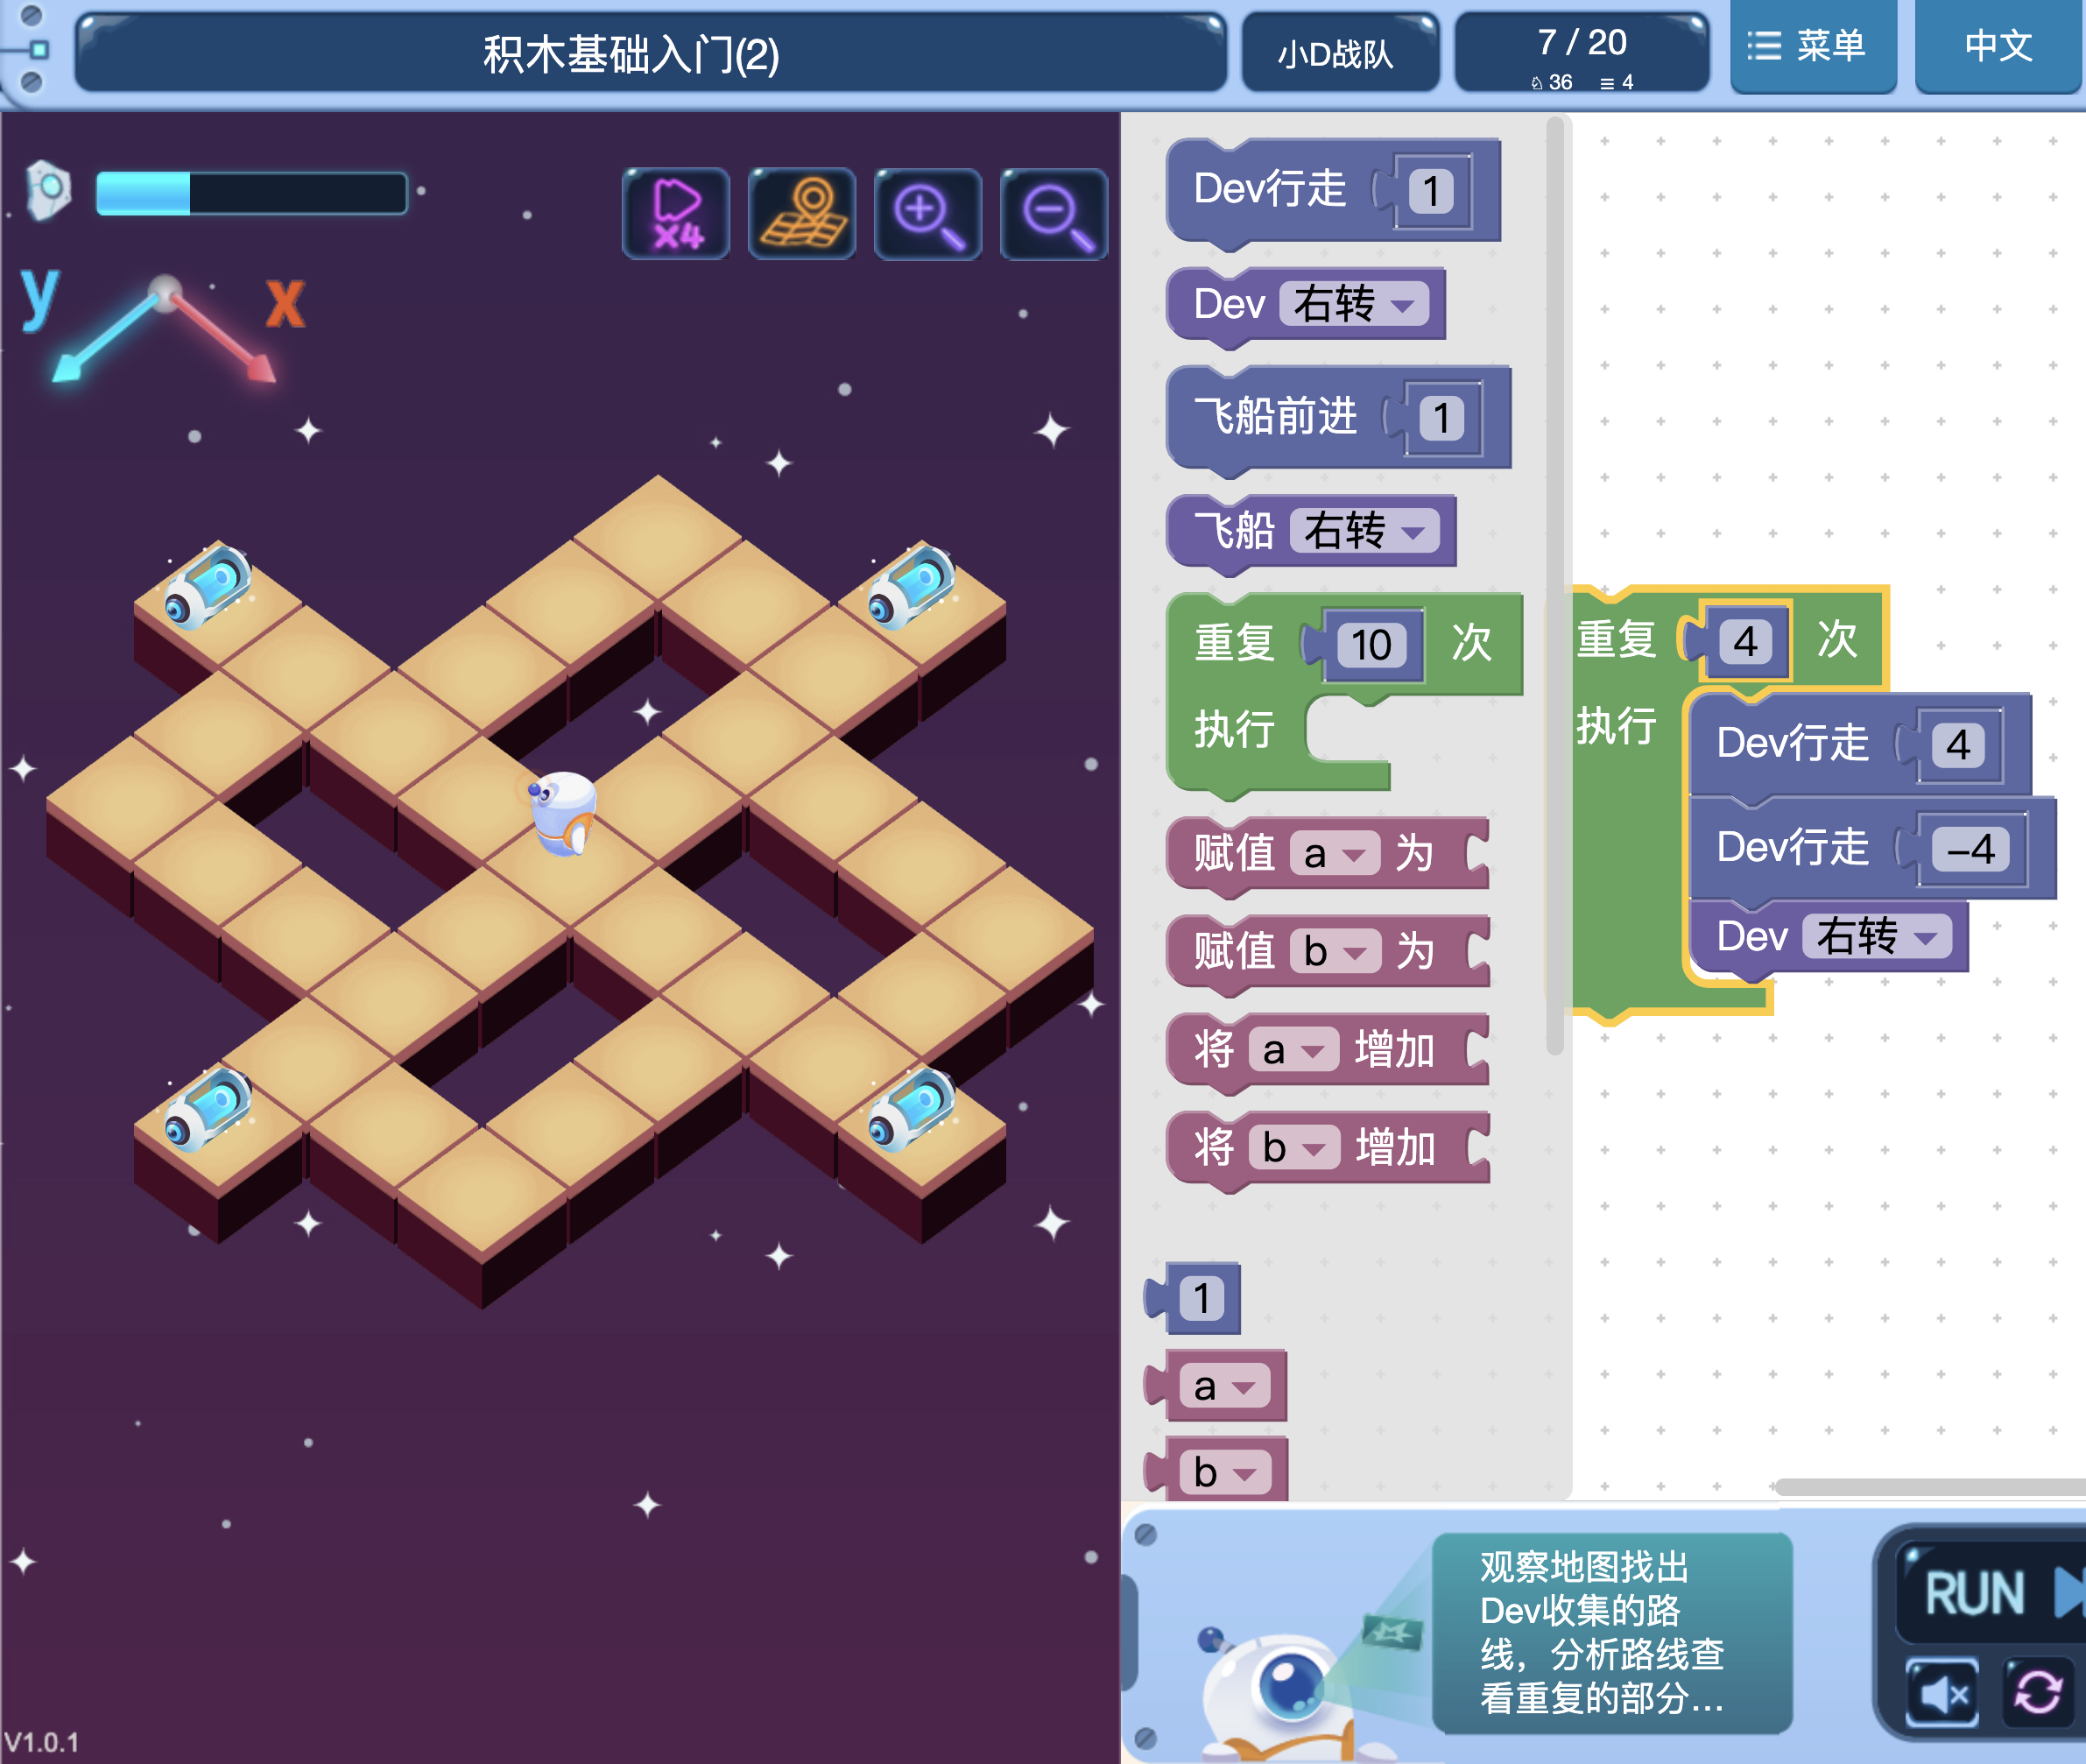 积木基础入门(2)
小D战队
7 / 20
36
4
菜单
中文
X4
y
x
Dev行走 1
Dev 右转
飞船前进 1
飞船 右转
重复 10 次
执行
赋值 a 为
赋值 b 为
将 a 增加
将 b 增加
1
a
b
重复 4 次
执行
Dev行走 4
Dev行走 −4
Dev 右转
观察地图找出
Dev收集的路
线，分析路线查
看重复的部分...
RUN
V1.0.1